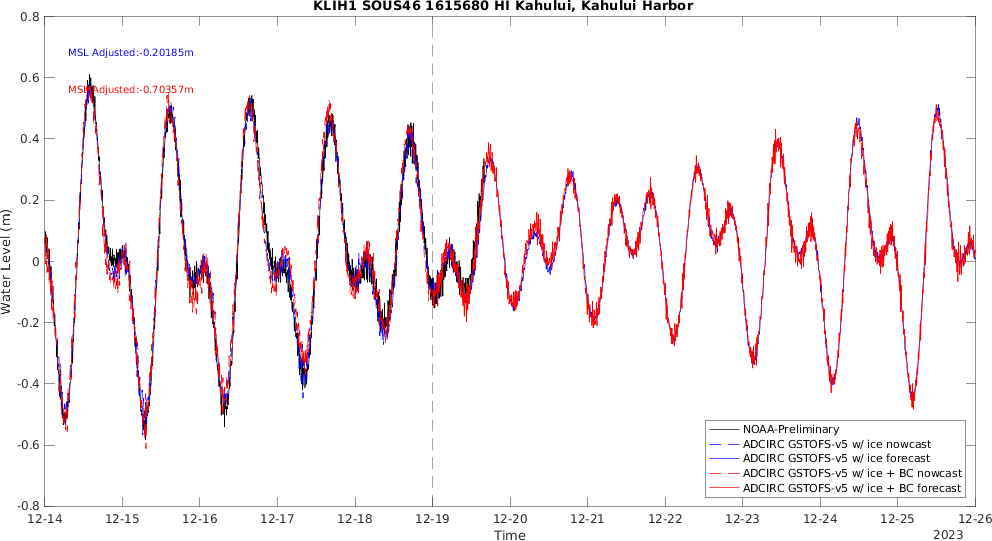 KLIH1 SOUS46 1615680 HI Kahului, Kahului Harbor
MSL Adjusted:-0.20185m
MSL Adjusted:-0.70357m
Water Level (m)
0.8
0.6
0.4
0.2
0
-0.2
-0.4
-0.6
-0.8
NOAA-Preliminary
ADCIRC GSTOFS-v5 w/ ice nowcast
ADCIRC GSTOFS-v5 w/ ice forecast
ADCIRC GSTOFS-v5 w/ ice + BC nowcast
ADCIRC GSTOFS-v5 w/ ice + BC forecast
12-14 12-15 12-16 12-17 12-18 12-19 12-20 12-21 12-22 12-23 12-24 12-25 12-26
Time
2023